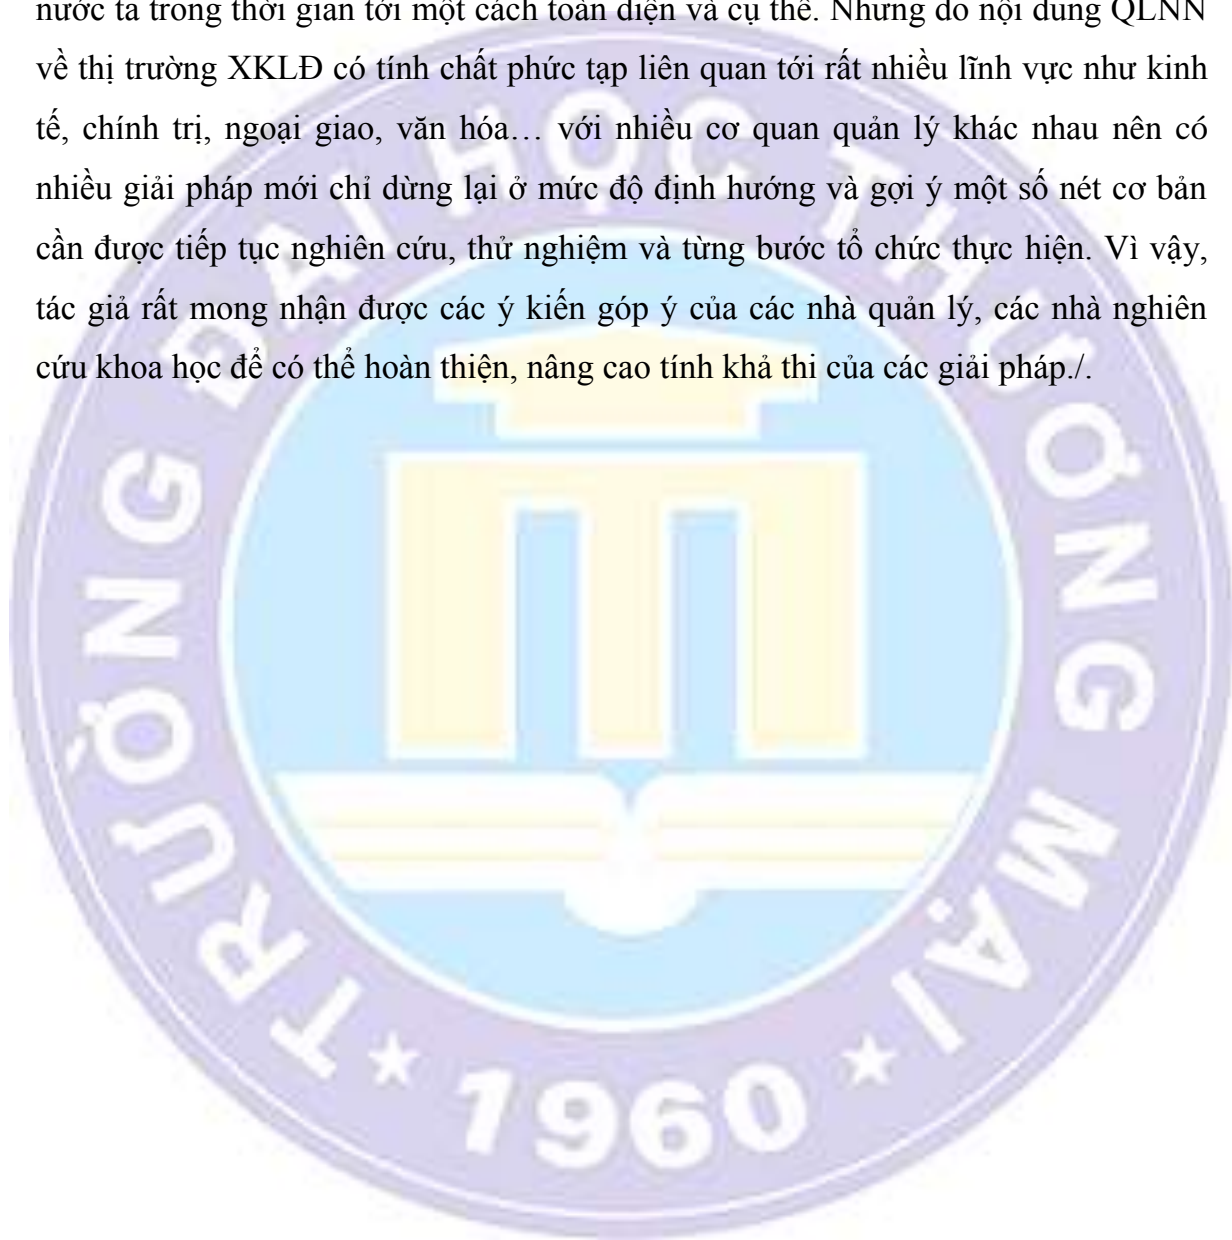 nước ta trong thời gian tới một cách toàn diện và cụ thể. Nhưng do nội dung QLNN
về thị trường XKLĐ có tính chất phức tạp liên quan tới rất nhiều lĩnh vực như kinh
tế, chính trị, ngoại giao, văn hóa… với nhiều cơ quan quản lý khác nhau nên có
nhiều giải pháp mới chỉ dừng lại ở mức độ định hướng và gợi ý một số nét cơ bản
cần được tiếp tục nghiên cứu, thử nghiệm và từng bước tổ chức thực hiện. Vì vậy,
tác giả rất mong nhận được các ý kiến góp ý của các nhà quản lý, các nhà nghiên
cứu khoa học để có thể hoàn thiện, nâng cao tính khả thi của các giải pháp./.
TRƯỜNG ĐẠI HỌC THƯƠNG MẠI
1960